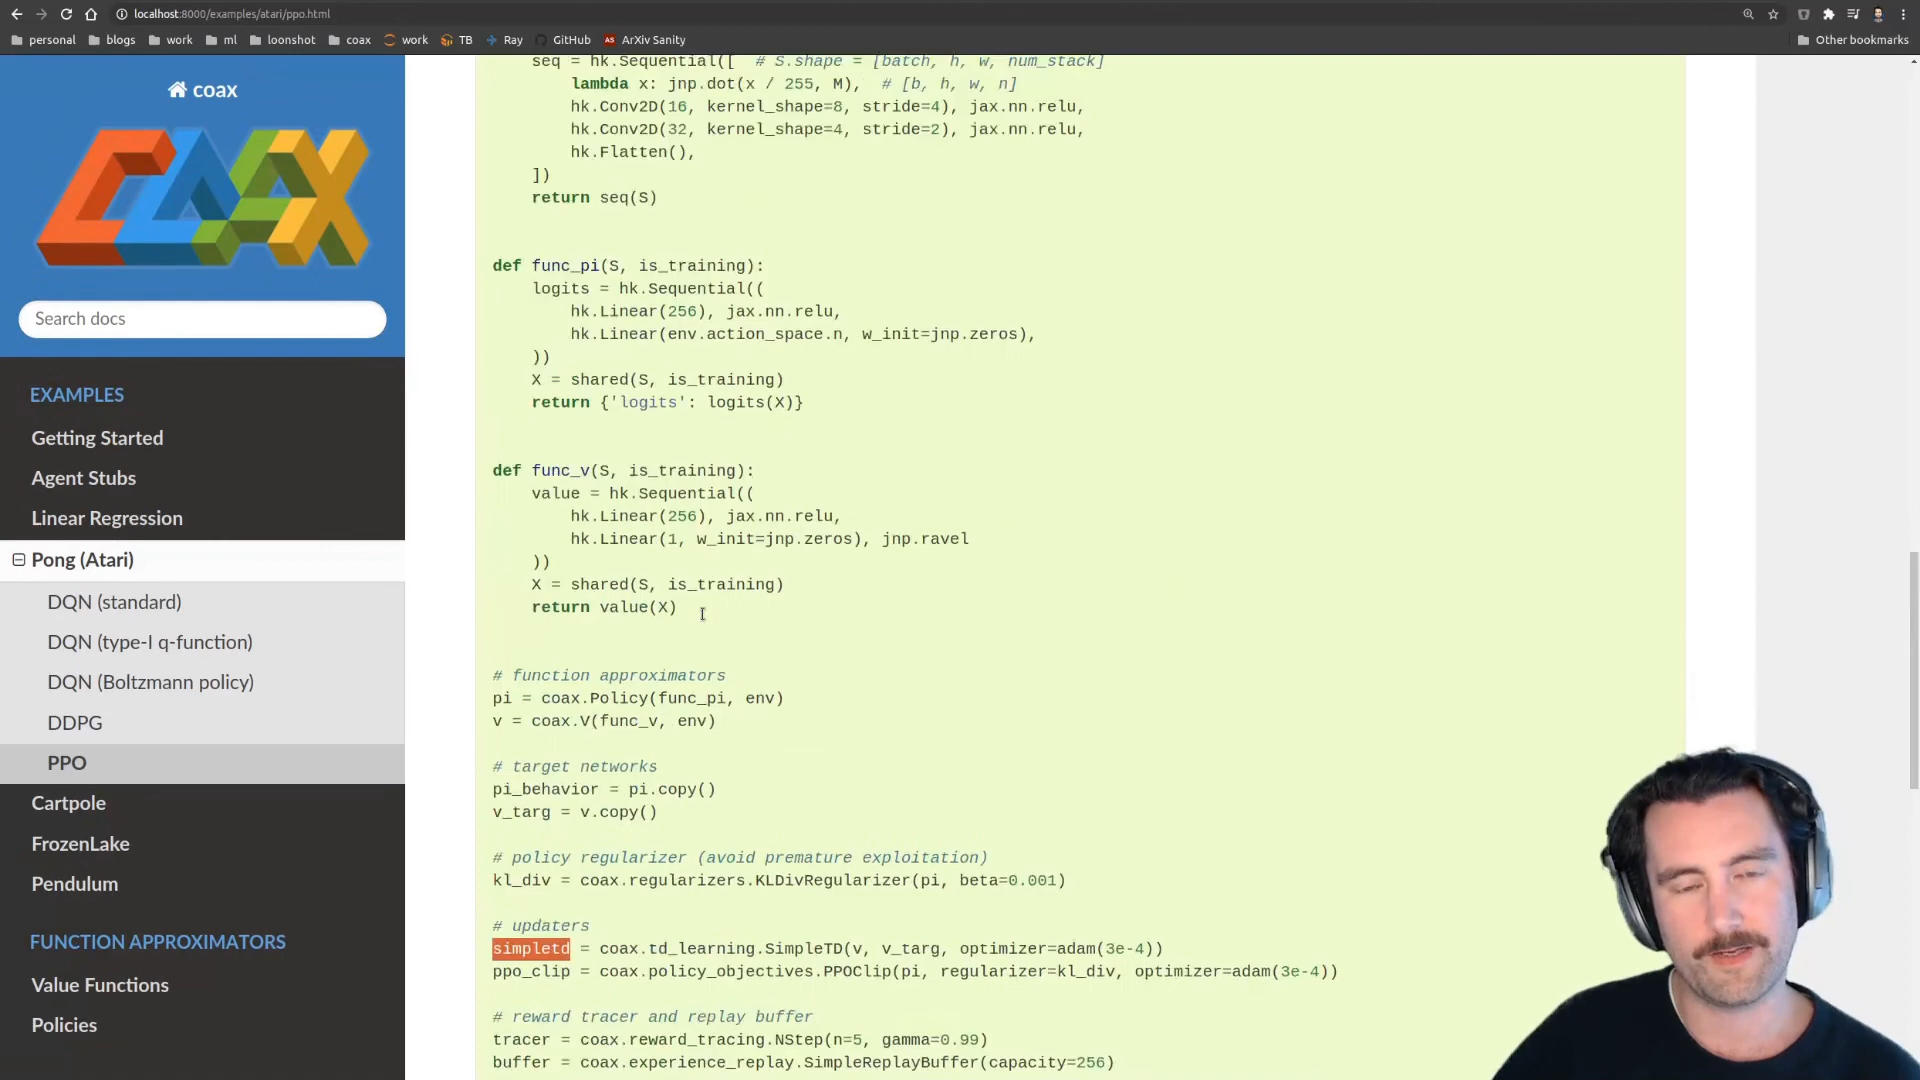 localhost:8000/examples/atari/ppo.html
personal blogs work ml loonshot coax work TB Ray GitHub AS ArXiv Sanity Other bookmarks
coax
COAX
Search docs
EXAMPLES
Getting Started
Agent Stubs
Linear Regression
Pong (Atari)
DQN (standard)
DQN (type-I q-function)
DQN (Boltzmann policy)
DDPG
PPO
Cartpole
FrozenLake
Pendulum
FUNCTION APPROXIMATORS
Value Functions
Policies
seq = hk.Sequential([  # S.shape = [batch, h, w, num_stack]
lambda x: jnp.dot(x / 255, M),  # [b, h, w, n]
hk.Conv2D(16, kernel_shape=8, stride=4), jax.nn.relu,
hk.Conv2D(32, kernel_shape=4, stride=2), jax.nn.relu,
hk.Flatten(),
])
return seq(S)
def func_pi(S, is_training):
logits = hk.Sequential((
hk.Linear(256), jax.nn.relu,
hk.Linear(env.action_space.n, w_init=jnp.zeros),
))
X = shared(S, is_training)
return {'logits': logits(X)}
def func_v(S, is_training):
value = hk.Sequential((
hk.Linear(256), jax.nn.relu,
hk.Linear(1, w_init=jnp.zeros), jnp.ravel
))
X = shared(S, is_training)
return value(X)
# function approximators
pi = coax.Policy(func_pi, env)
v = coax.V(func_v, env)
# target networks
pi_behavior = pi.copy()
v_targ = v.copy()
# policy regularizer (avoid premature exploitation)
kl_div = coax.regularizers.KLDivRegularizer(pi, beta=0.001)
# updaters
simpletd = coax.td_learning.SimpleTD(v, v_targ, optimizer=adam(3e-4))
ppo_clip = coax.policy_objectives.PPOClip(pi, regularizer=kl_div, optimizer=adam(3e-4))
# reward tracer and replay buffer
tracer = coax.reward_tracing.NStep(n=5, gamma=0.99)
buffer = coax.experience_replay.SimpleReplayBuffer(capacity=256)